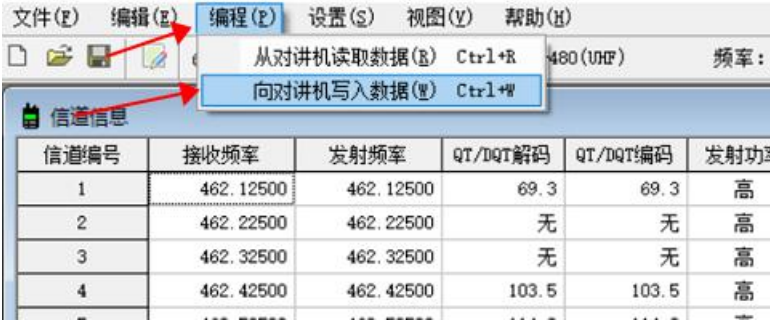 文件(F) 编辑(E) 编程(P) 设置(S) 视图(V) 帮助(H)
从对讲机读取数据(R) Ctrl+R 480(UHF) 频率:
向对讲机写入数据(W) Ctrl+W
信道信息
信道编号 接收频率 发射频率 QT/DQT解码 QT/DQT编码 发射功率
1 462.12500 462.12500 69.3 69.3 高
2 462.22500 462.22500 无 无 高
3 462.32500 462.32500 无 无 高
4 462.42500 462.42500 103.5 103.5 高